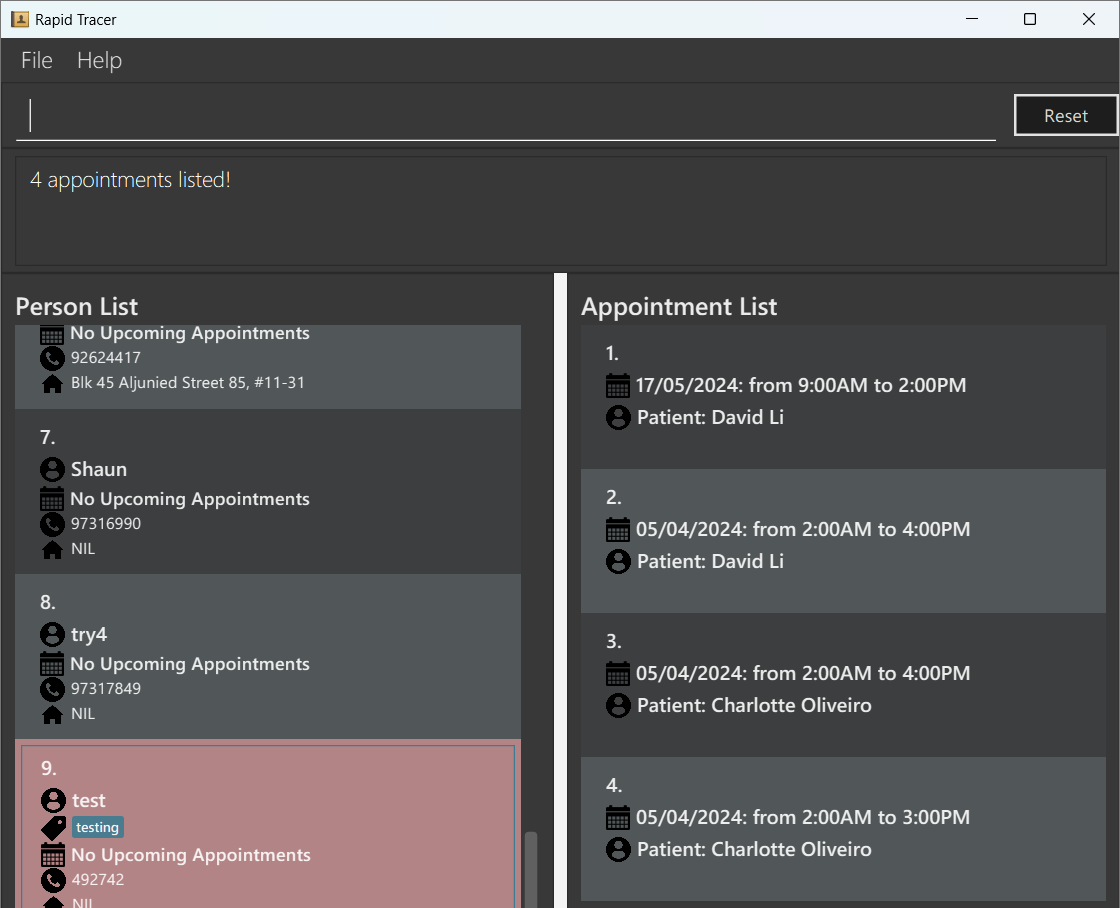 Rapid Tracer
File Help
Reset
4 appointments listed!
Person List
No Upcoming Appointments
92624417
Blk 45 Aljunied Street 85, #11-31
7.
Shaun
No Upcoming Appointments
97316990
NIL
8.
try4
No Upcoming Appointments
97317849
NIL
9.
test
testing
No Upcoming Appointments
492742
NIL
Appointment List
1.
17/05/2024: from 9:00AM to 2:00PM
Patient: David Li
2.
05/04/2024: from 2:00AM to 4:00PM
Patient: David Li
3.
05/04/2024: from 2:00AM to 4:00PM
Patient: Charlotte Oliveiro
4.
05/04/2024: from 2:00AM to 3:00PM
Patient: Charlotte Oliveiro